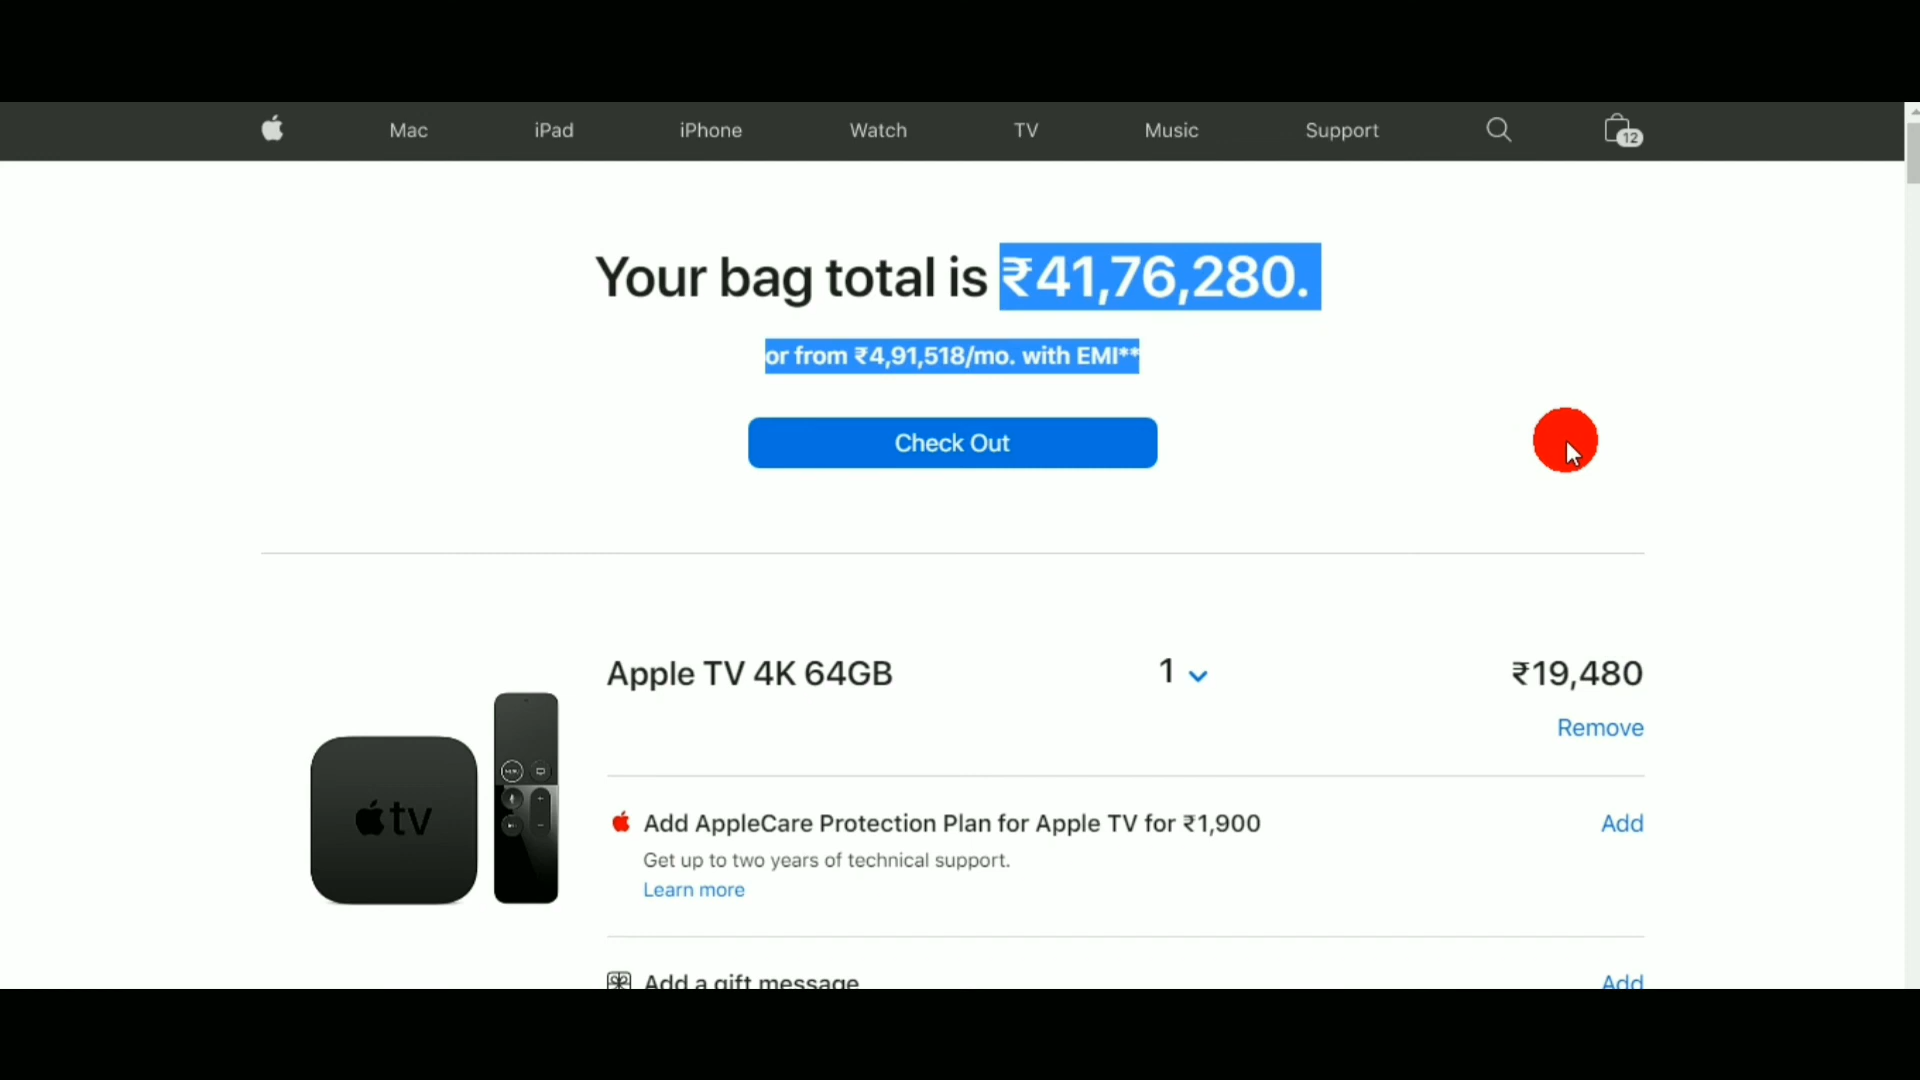 Mac iPad iPhone Watch TV Music Support 12
Your bag total is ₹41,76,280.
or from ₹4,91,518/mo. with EMI**
Check Out
Apple TV 4K 64GB 1 ₹19,480
Remove
tv
Add AppleCare Protection Plan for Apple TV for ₹1,900 Add
Get up to two years of technical support.
Learn more
Add a gift message Add